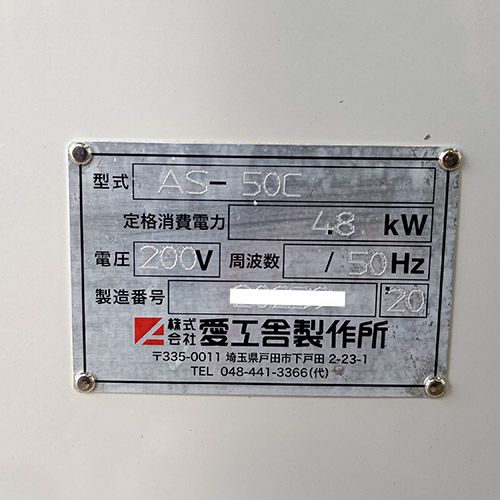 型式 AS-50C
定格消費電力 4.8 kW
電圧 200V 周波数 / 50Hz
製造番号 '20
株式会社 愛工舎製作所
〒335-0011 埼玉県戸田市下戸田 2-23-1
TEL 048-441-3366(代)